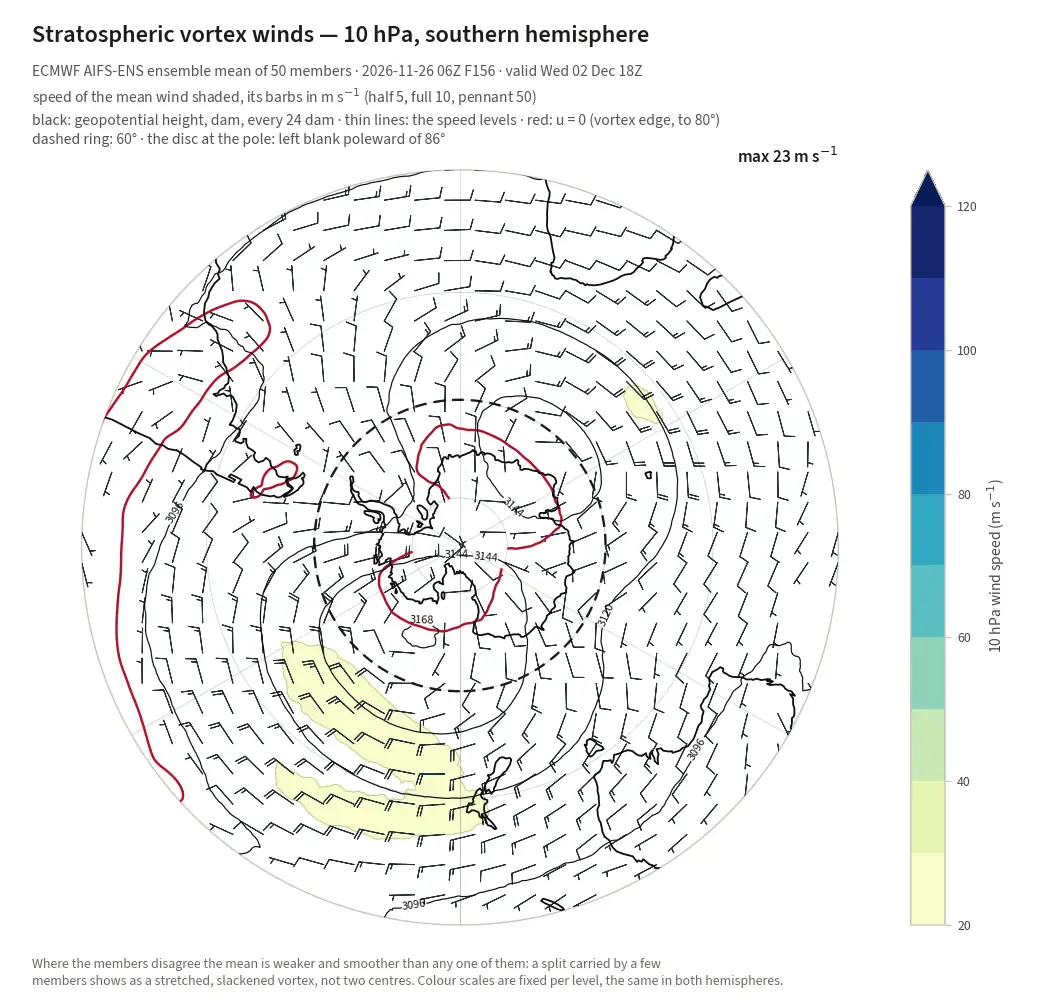 Stratospheric vortex winds — 10 hPa, southern hemisphere
ECMWF AIFS-ENS ensemble mean of 50 members · 2026-11-26 06Z F156 · valid Wed 02 Dec 18Z
speed of the mean wind shaded, its barbs in m s⁻¹ (half 5, full 10, pennant 50)
black: geopotential height, dam, every 24 dam · thin lines: the speed levels · red: u = 0 (vortex edge, to 80°)
dashed ring: 60° · the disc at the pole: left blank poleward of 86°
max 23 m s⁻¹
120
100
80
60
40
20
10 hPa wind speed (m s⁻¹)
3096
3144
3144
3144
3168
3120
3096
3096
Where the members disagree the mean is weaker and smoother than any one of them: a split carried by a few
members shows as a stretched, slackened vortex, not two centres. Colour scales are fixed per level, the same in both hemispheres.